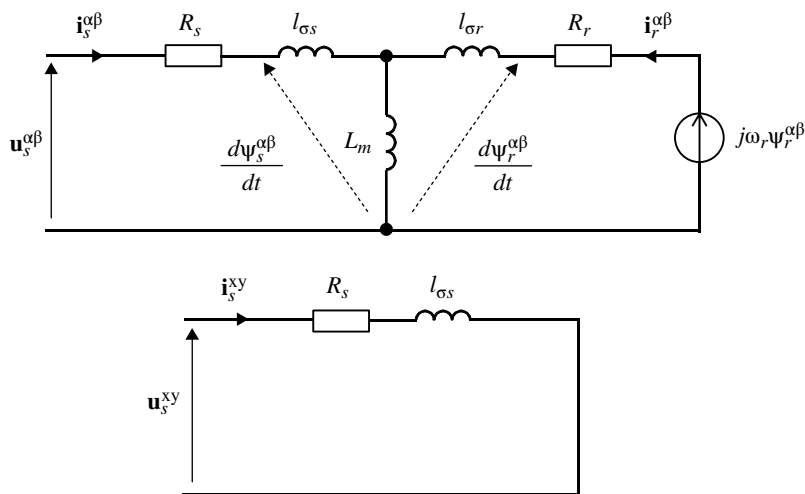 i_s^αβ R_s l_σs l_σr R_r i_r^αβ
u_s^αβ dψ_s^αβ/dt L_m dψ_r^αβ/dt jω_rψ_r^αβ
i_s^xy R_s l_σs
u_s^xy